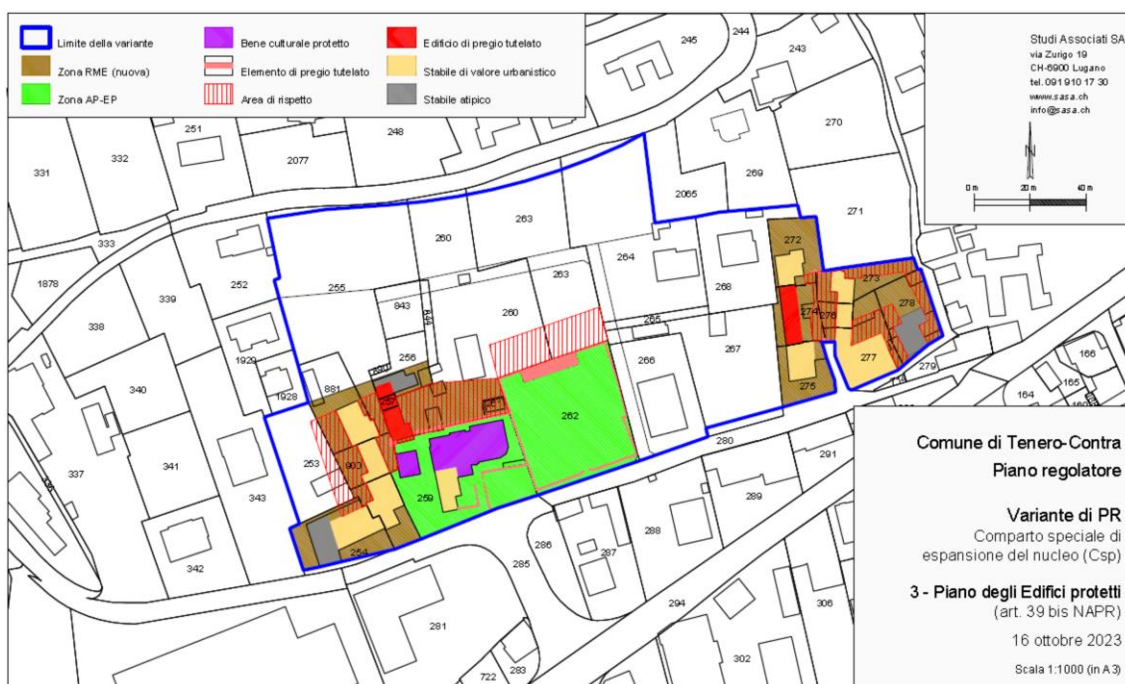 Limite della variante
Zona RME (nuova)
Zona AP-EP
Bene culturale protetto
Elemento di pregio tutelato
Area di rispetto
Edificio di pregio tutelato
Stabile di valore urbanistico
Stabile atipico
Studi Associati SA
via Zurigo 19
CH-6900 Lugano
tel. 091 910 17 30
www.sasa.ch
info@sasa.ch
N
0 m 20 m 40 m
244
245
243
251
248
270
332
331
2077
269
2065
271
333
263
260
1878
339
252
264
272
255
263
268
273
843
844
260
278
338
274
276
265
256
1929
267
266
277
881
279
340
1928
166
262
165
164
253
280
337
341
800
291
343
259
289
286
288
287
254
285
342
294
281
306
302
283
722
Comune di Tenero-Contra
Piano regolatore
Variante di PR
Comparto speciale di
espansione del nucleo (Csp)
3 - Piano degli Edifici protetti
(art. 39 bis NAPR)
16 ottobre 2023
Scala 1:1000 (in A3)
275